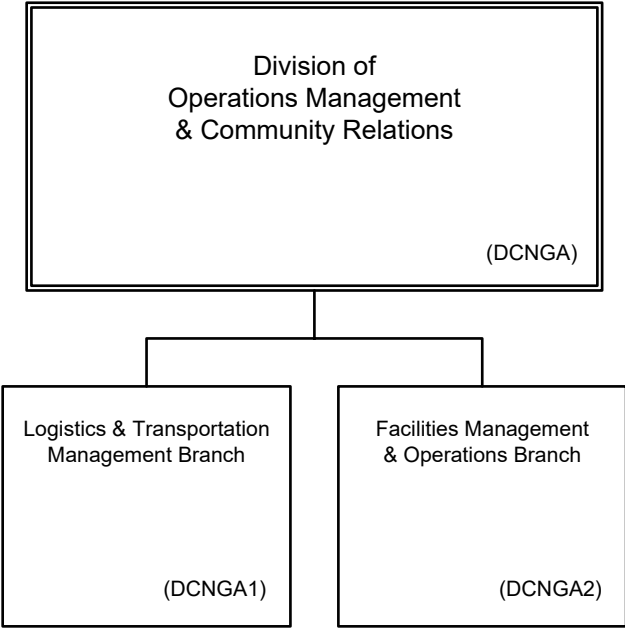 Division of
Operations Management
& Community Relations
(DCNGA)
Logistics & Transportation
Management Branch
(DCNGA1)
Facilities Management
& Operations Branch
(DCNGA2)